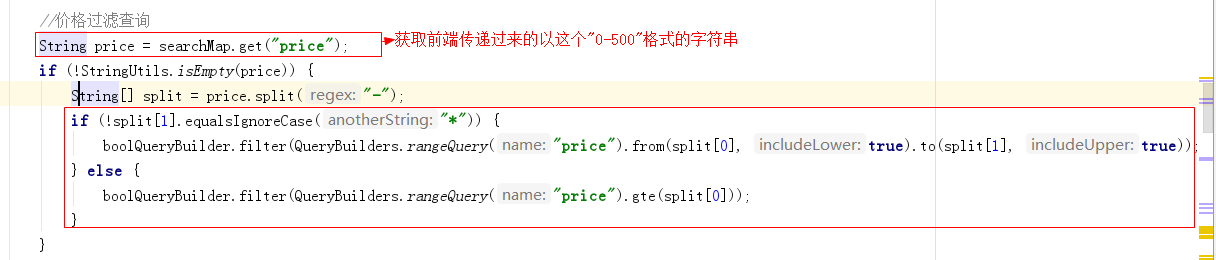 //价格过滤查询
String price = searchMap.get("price"); 获取前端传递过来的以这个"0-500"格式的字符串
if (!StringUtils.isEmpty(price)) {
String[] split = price.split( regex: "-");
if (!split[1].equalsIgnoreCase( anotherString: "*")) {
boolQueryBuilder.filter(QueryBuilders.rangeQuery( name: "price").from(split[0], includeLower: true).to(split[1], includeUpper: true));
} else {
boolQueryBuilder.filter(QueryBuilders.rangeQuery( name: "price").gte(split[0]));
}
}